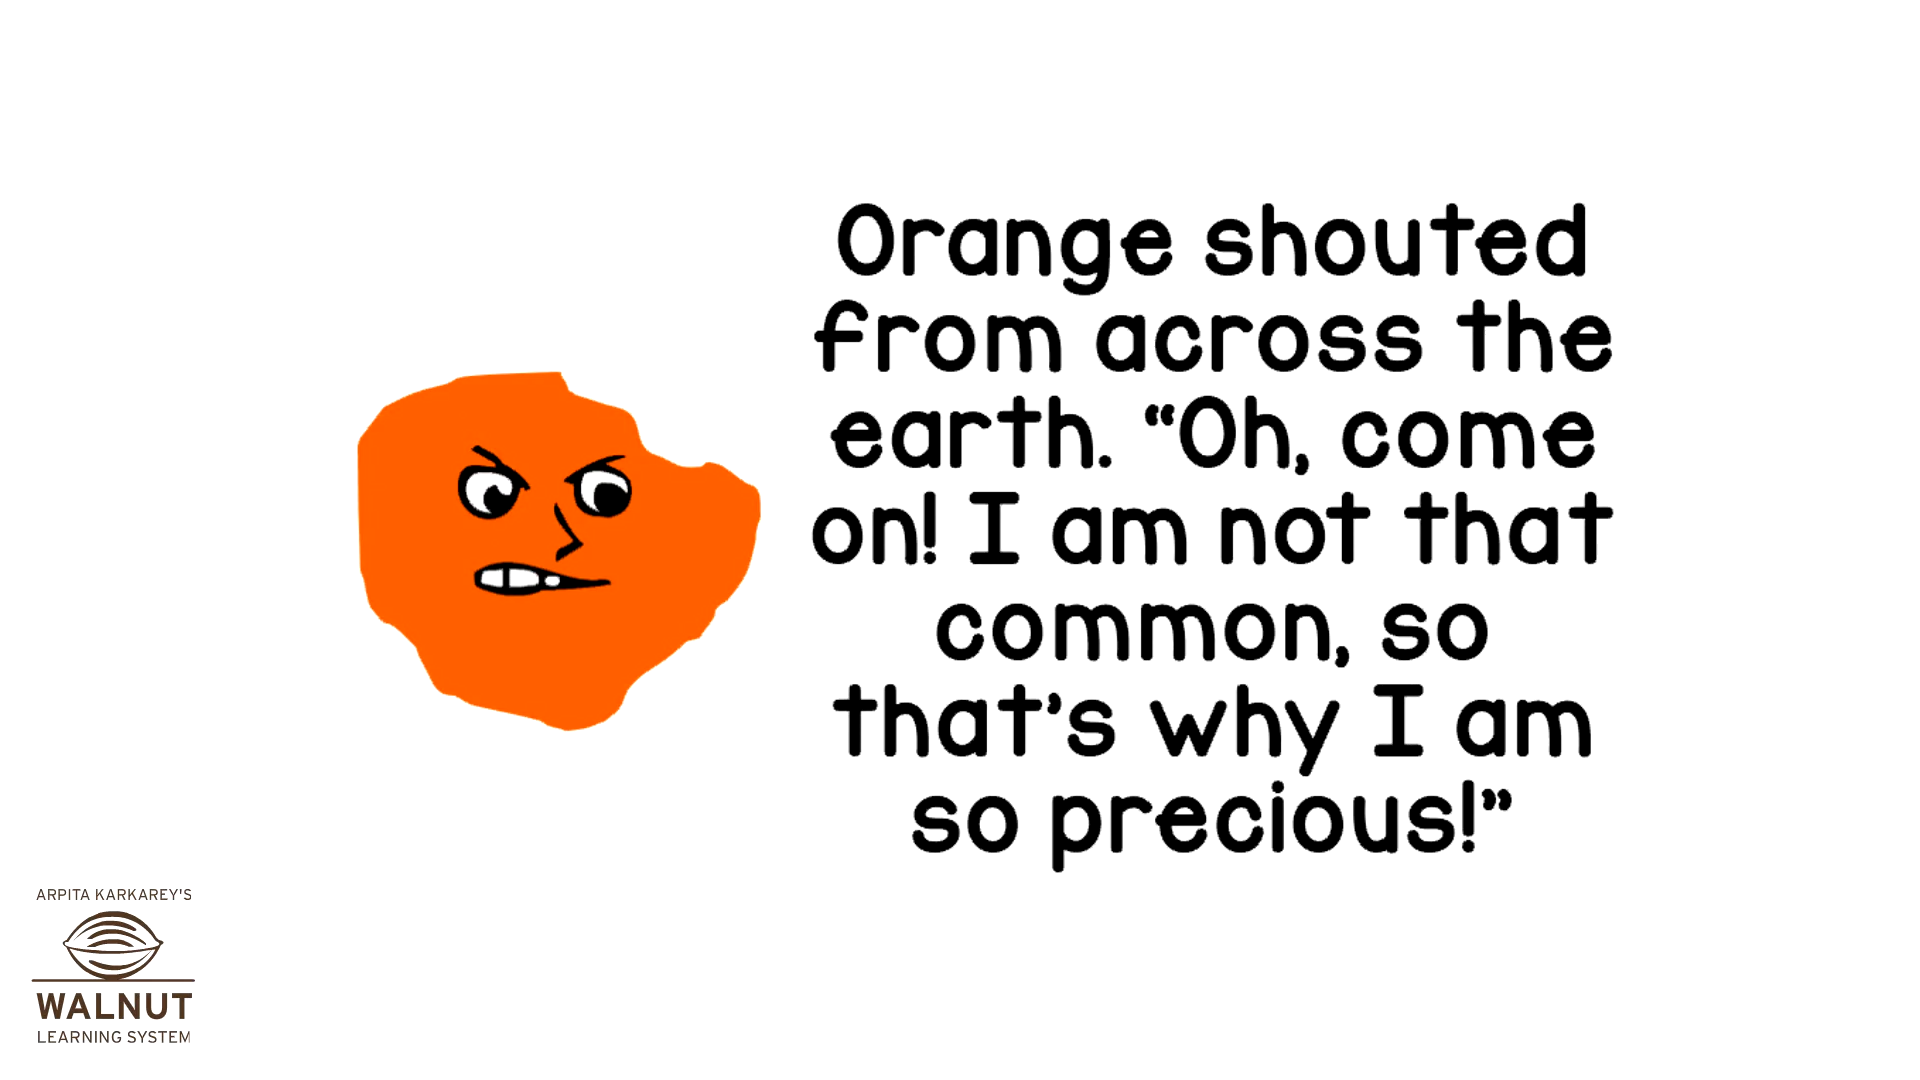 Orange shouted
from across the
earth. “Oh, come
on! I am not that
common, so
that’s why I am
so precious!”
ARPITA KARKAREY'S
WALNUT
LEARNING SYSTEM